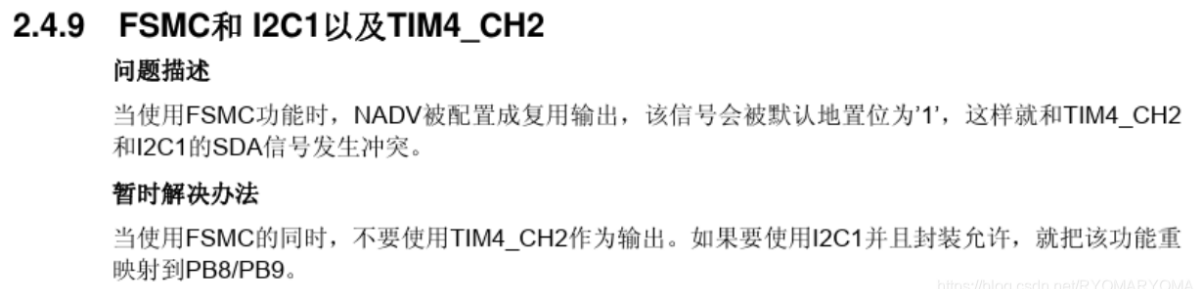 2.4.9 FSMC和 I2C1以及TIM4_CH2
问题描述
当使用FSMC功能时，NADV被配置成复用输出，该信号会被默认地置位为’1’，这样就和TIM4_CH2
和I2C1的SDA信号发生冲突。
暂时解决办法
当使用FSMC的同时，不要使用TIM4_CH2作为输出。如果要使用I2C1并且封装允许，就把该功能重
映射到PB8/PB9。
https://blog.csdn.net/RYOMARYOMA